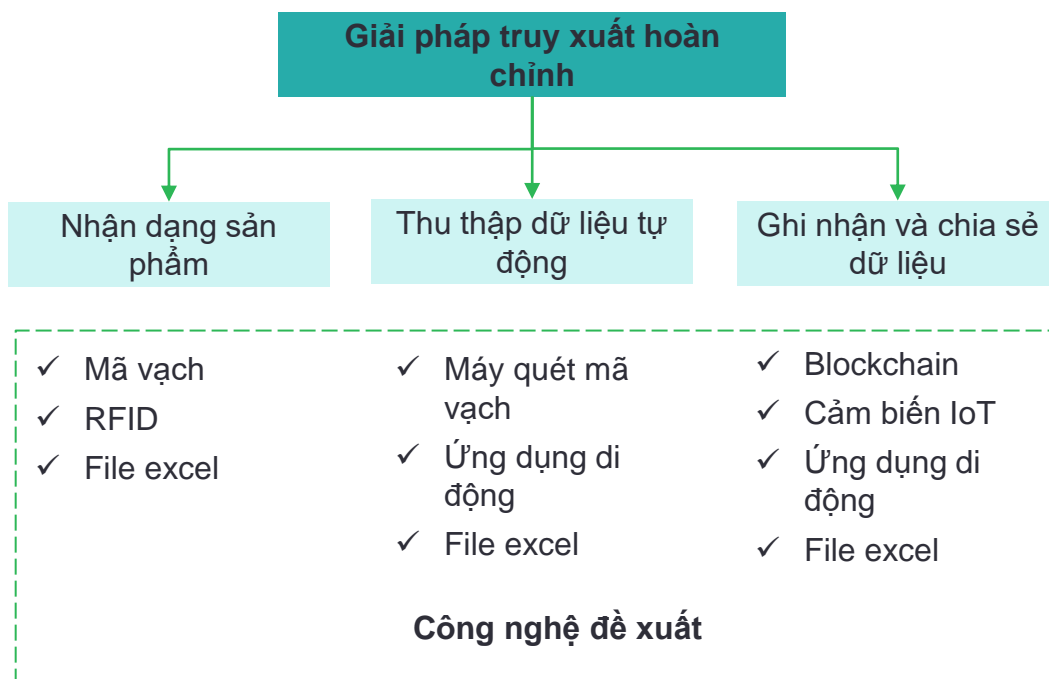 Giải pháp truy xuất hoàn
chỉnh
Nhận dạng sản
phẩm
Thu thập dữ liệu tự
động
Ghi nhận và chia sẻ
dữ liệu
✓ Mã vạch
✓ RFID
✓ File excel
✓ Máy quét mã
vạch
✓ Ứng dụng di
động
✓ File excel
✓ Blockchain
✓ Cảm biến IoT
✓ Ứng dụng di
động
✓ File excel
Công nghệ đề xuất